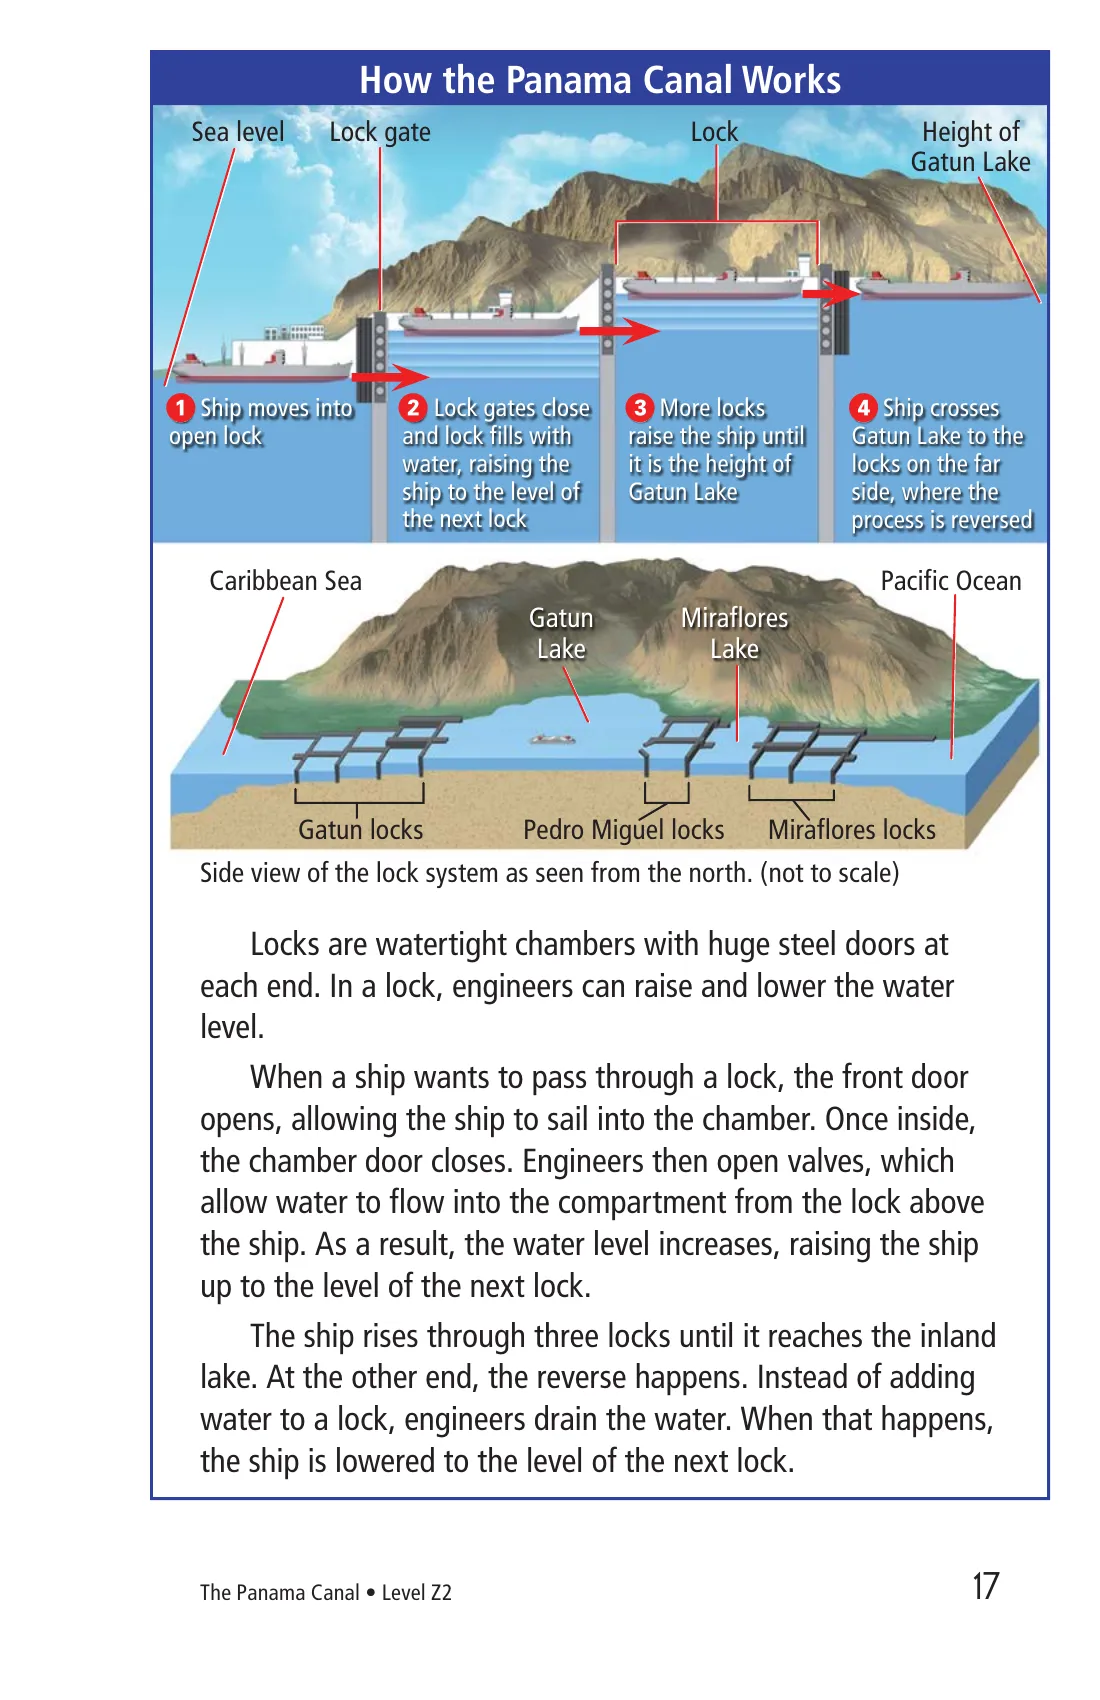 How the Panama Canal Works
Sea level
Lock gate
Lock
Height of
Gatun Lake
1 Ship moves into
open lock
2 Lock gates close
and lock fills with
water, raising the
ship to the level of
the next lock
3 More locks
raise the ship until
it is the height of
Gatun Lake
4 Ship crosses
Gatun Lake to the
locks on the far
side, where the
process is reversed
Caribbean Sea
Gatun
Lake
Miraflores
Lake
Pacific Ocean
Gatun locks
Pedro Miguel locks
Miraflores locks
Side view of the lock system as seen from the north. (not to scale)
Locks are watertight chambers with huge steel doors at
each end. In a lock, engineers can raise and lower the water
level.
When a ship wants to pass through a lock, the front door
opens, allowing the ship to sail into the chamber. Once inside,
the chamber door closes. Engineers then open valves, which
allow water to flow into the compartment from the lock above
the ship. As a result, the water level increases, raising the ship
up to the level of the next lock.
The ship rises through three locks until it reaches the inland
lake. At the other end, the reverse happens. Instead of adding
water to a lock, engineers drain the water. When that happens,
the ship is lowered to the level of the next lock.
The Panama Canal • Level Z2
17